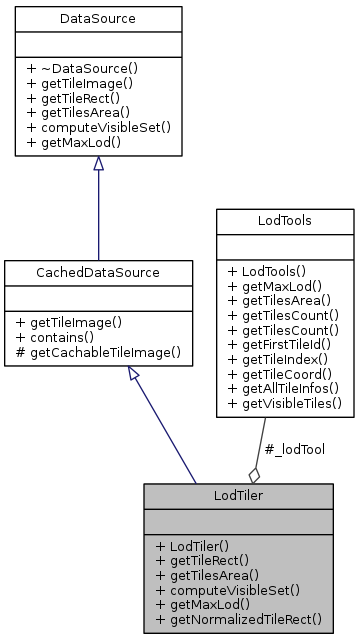 DataSource
+ ~DataSource()
+ getTileImage()
+ getTileRect()
+ getTilesArea()
+ computeVisibleSet()
+ getMaxLod()
CachedDataSource
+ getTileImage()
+ contains()
# getCachableTileImage()
LodTools
+ LodTools()
+ getMaxLod()
+ getTilesArea()
+ getTilesCount()
+ getTilesCount()
+ getFirstTileId()
+ getTileIndex()
+ getTileCoord()
+ getAllTileInfos()
+ getVisibleTiles()
#_lodTool
LodTiler
+ LodTiler()
+ getTileRect()
+ getTilesArea()
+ computeVisibleSet()
+ getMaxLod()
+ getNormalizedTileRect()